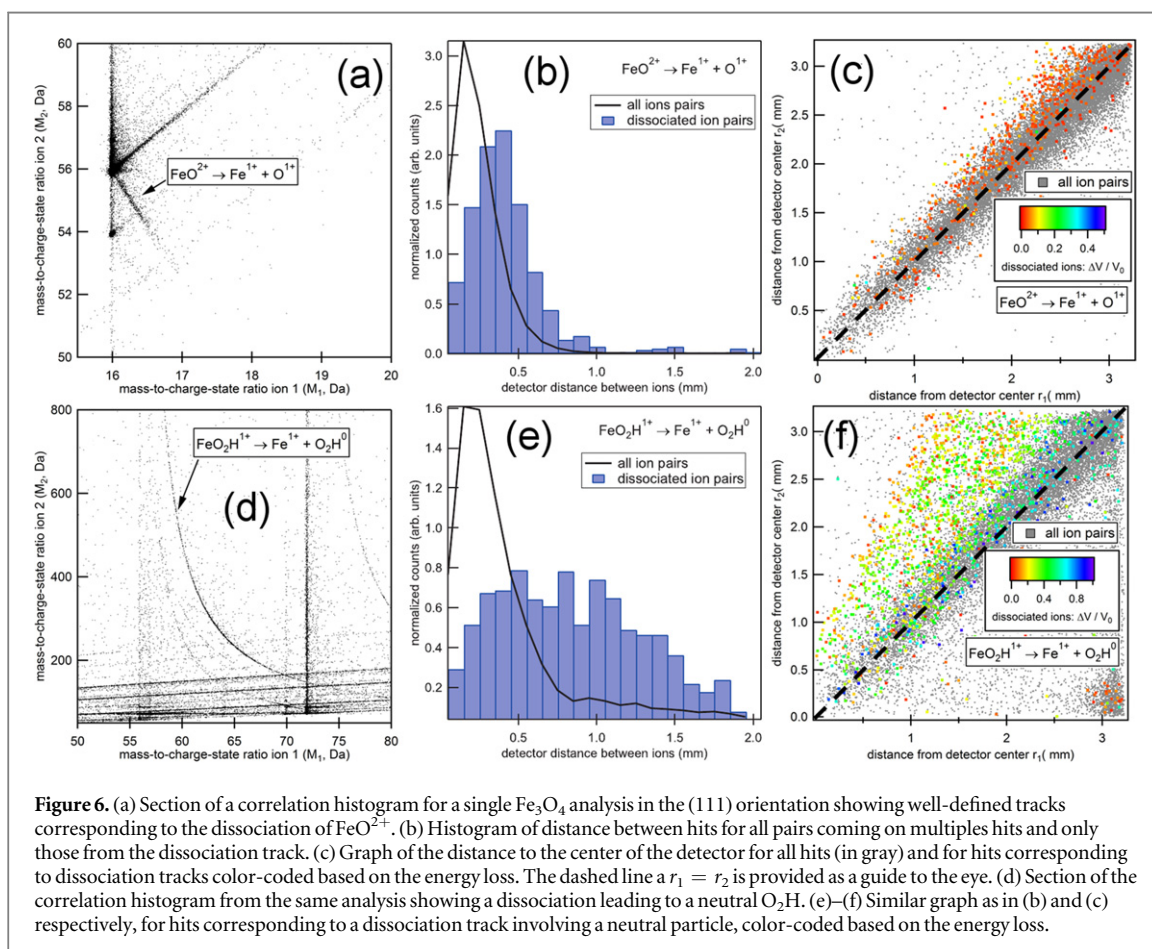 (a)
60
58
56
54
52
50
mass-to-charge-state ratio ion 2 (M₂, Da)
FeO²⁺ → Fe¹⁺ + O¹⁺
16 17 18 19 20
mass-to-charge-state ratio ion 1 (M₁, Da)
(b)
3.0
2.5
2.0
1.5
1.0
0.5
0.0
normalized counts (arb. units)
FeO²⁺ → Fe¹⁺ + O¹⁺
all ions pairs
dissociated ion pairs
0.5 1.0 1.5 2.0
detector distance between ions (mm)
(c)
3.0
2.5
2.0
1.5
1.0
0.5
distance from detector center r₂( mm)
all ion pairs
0.0 0.2 0.4
dissociated ions: ΔV / V₀
FeO²⁺ → Fe¹⁺ + O¹⁺
0 1 2 3
distance from detector center r₁( mm)
(d)
800
600
400
200
mass-to-charge-state ratio ion 2 (M₂, Da)
FeO₂H¹⁺ → Fe¹⁺ + O₂H⁰
50 55 60 65 70 75 80
mass-to-charge-state ratio ion 1 (M₁, Da)
(e)
1.6
1.4
1.2
1.0
0.8
0.6
0.4
0.2
normalized counts (arb. units)
FeO₂H¹⁺ → Fe¹⁺ + O₂H⁰
all ion pairs
dissociated ion pairs
0.5 1.0 1.5 2.0
detector distance between ions (mm)
(f)
3.0
2.5
2.0
1.5
1.0
0.5
0.0
distance from detector center r₂( mm)
all ion pairs
0.0 0.4 0.8
dissociated ions: ΔV / V₀
FeO₂H¹⁺ → Fe¹⁺ + O₂H⁰
0 1 2 3
distance from detector center r₁( mm)
Figure 6. (a) Section of a correlation histogram for a single Fe₃O₄ analysis in the (111) orientation showing well-defined tracks
corresponding to the dissociation of FeO²⁺. (b) Histogram of distance between hits for all pairs coming on multiples hits and only
those from the dissociation track. (c) Graph of the distance to the center of the detector for all hits (in gray) and for hits corresponding
to dissociation tracks color-coded based on the energy loss. The dashed line a r₁ = r₂ is provided as a guide to the eye. (d) Section of the
correlation histogram from the same analysis showing a dissociation leading to a neutral O₂H. (e)–(f) Similar graph as in (b) and (c)
respectively, for hits corresponding to a dissociation track involving a neutral particle, color-coded based on the energy loss.